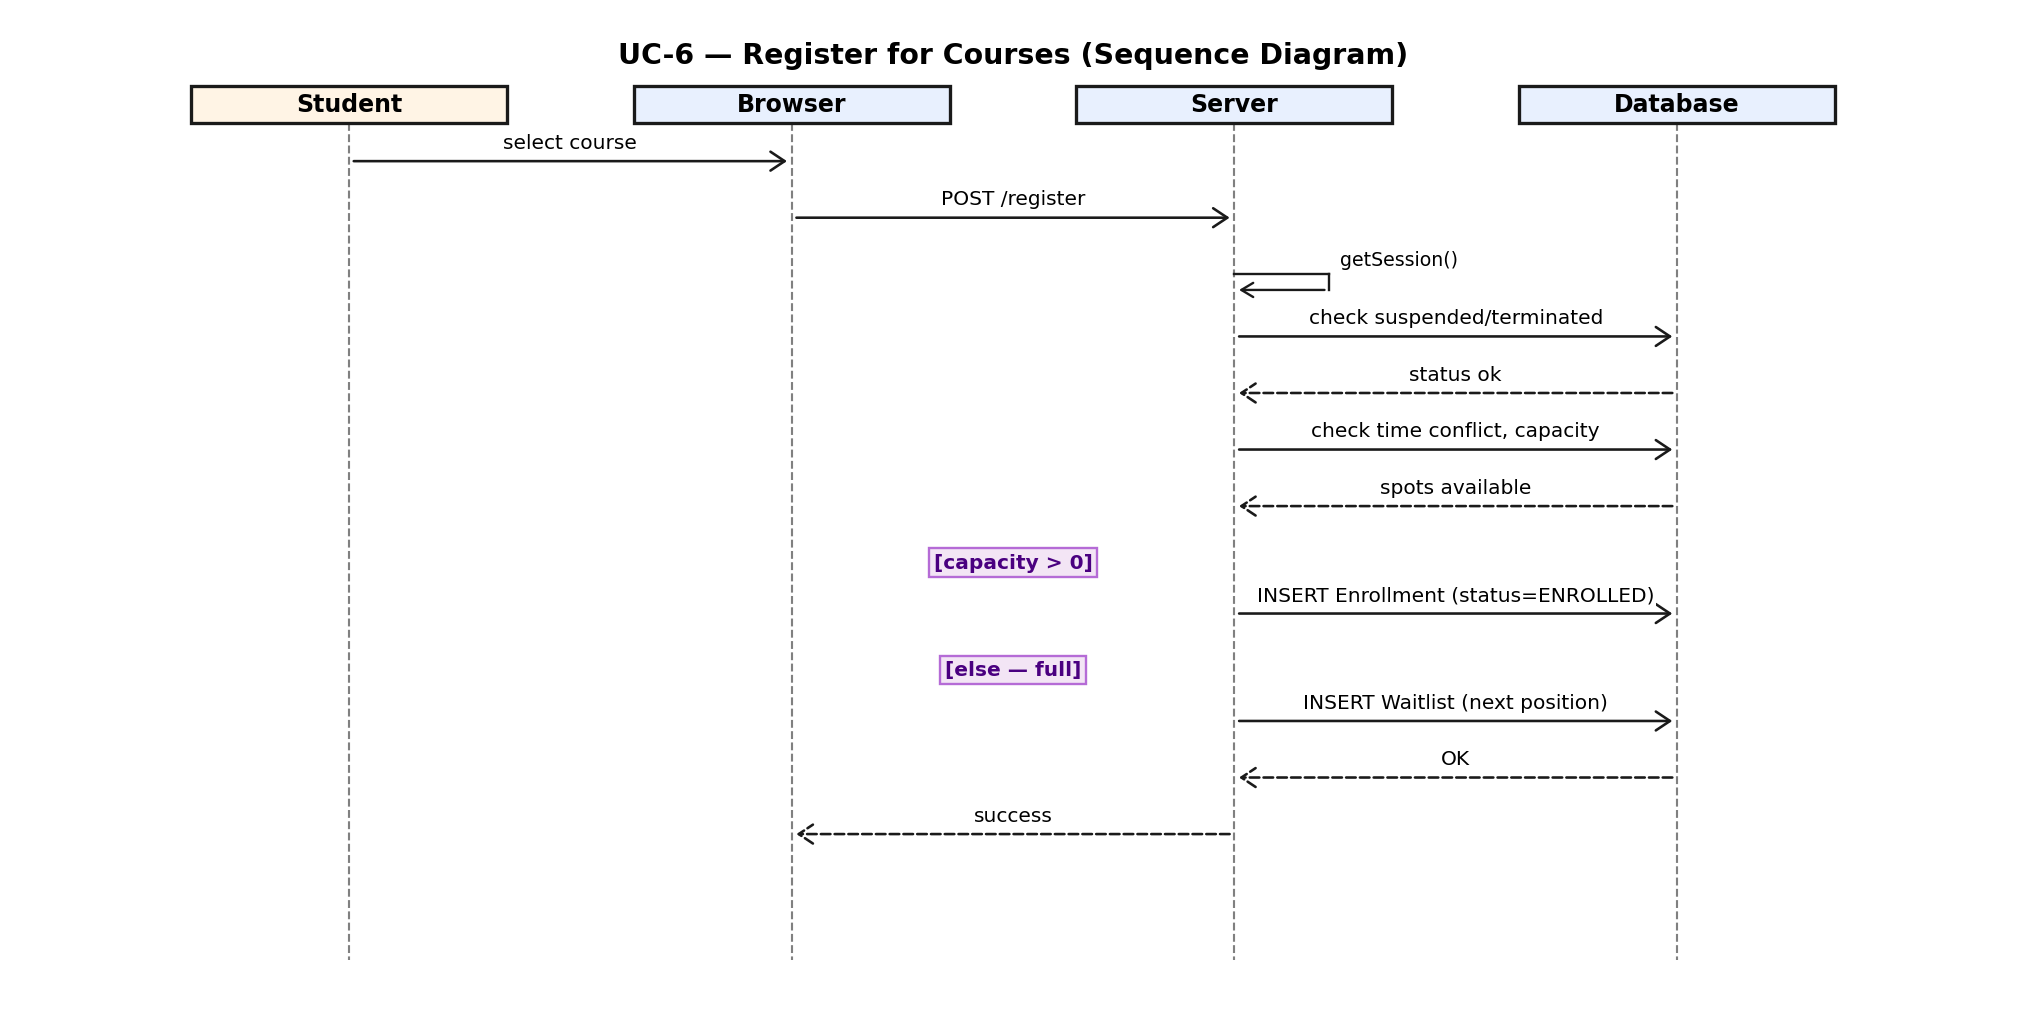 UC-6 — Register for Courses (Sequence Diagram)
Student
Browser
Server
Database
select course
POST /register
getSession()
check suspended/terminated
status ok
check time conflict, capacity
spots available
[capacity > 0]
INSERT Enrollment (status=ENROLLED)
[else — full]
INSERT Waitlist (next position)
OK
success